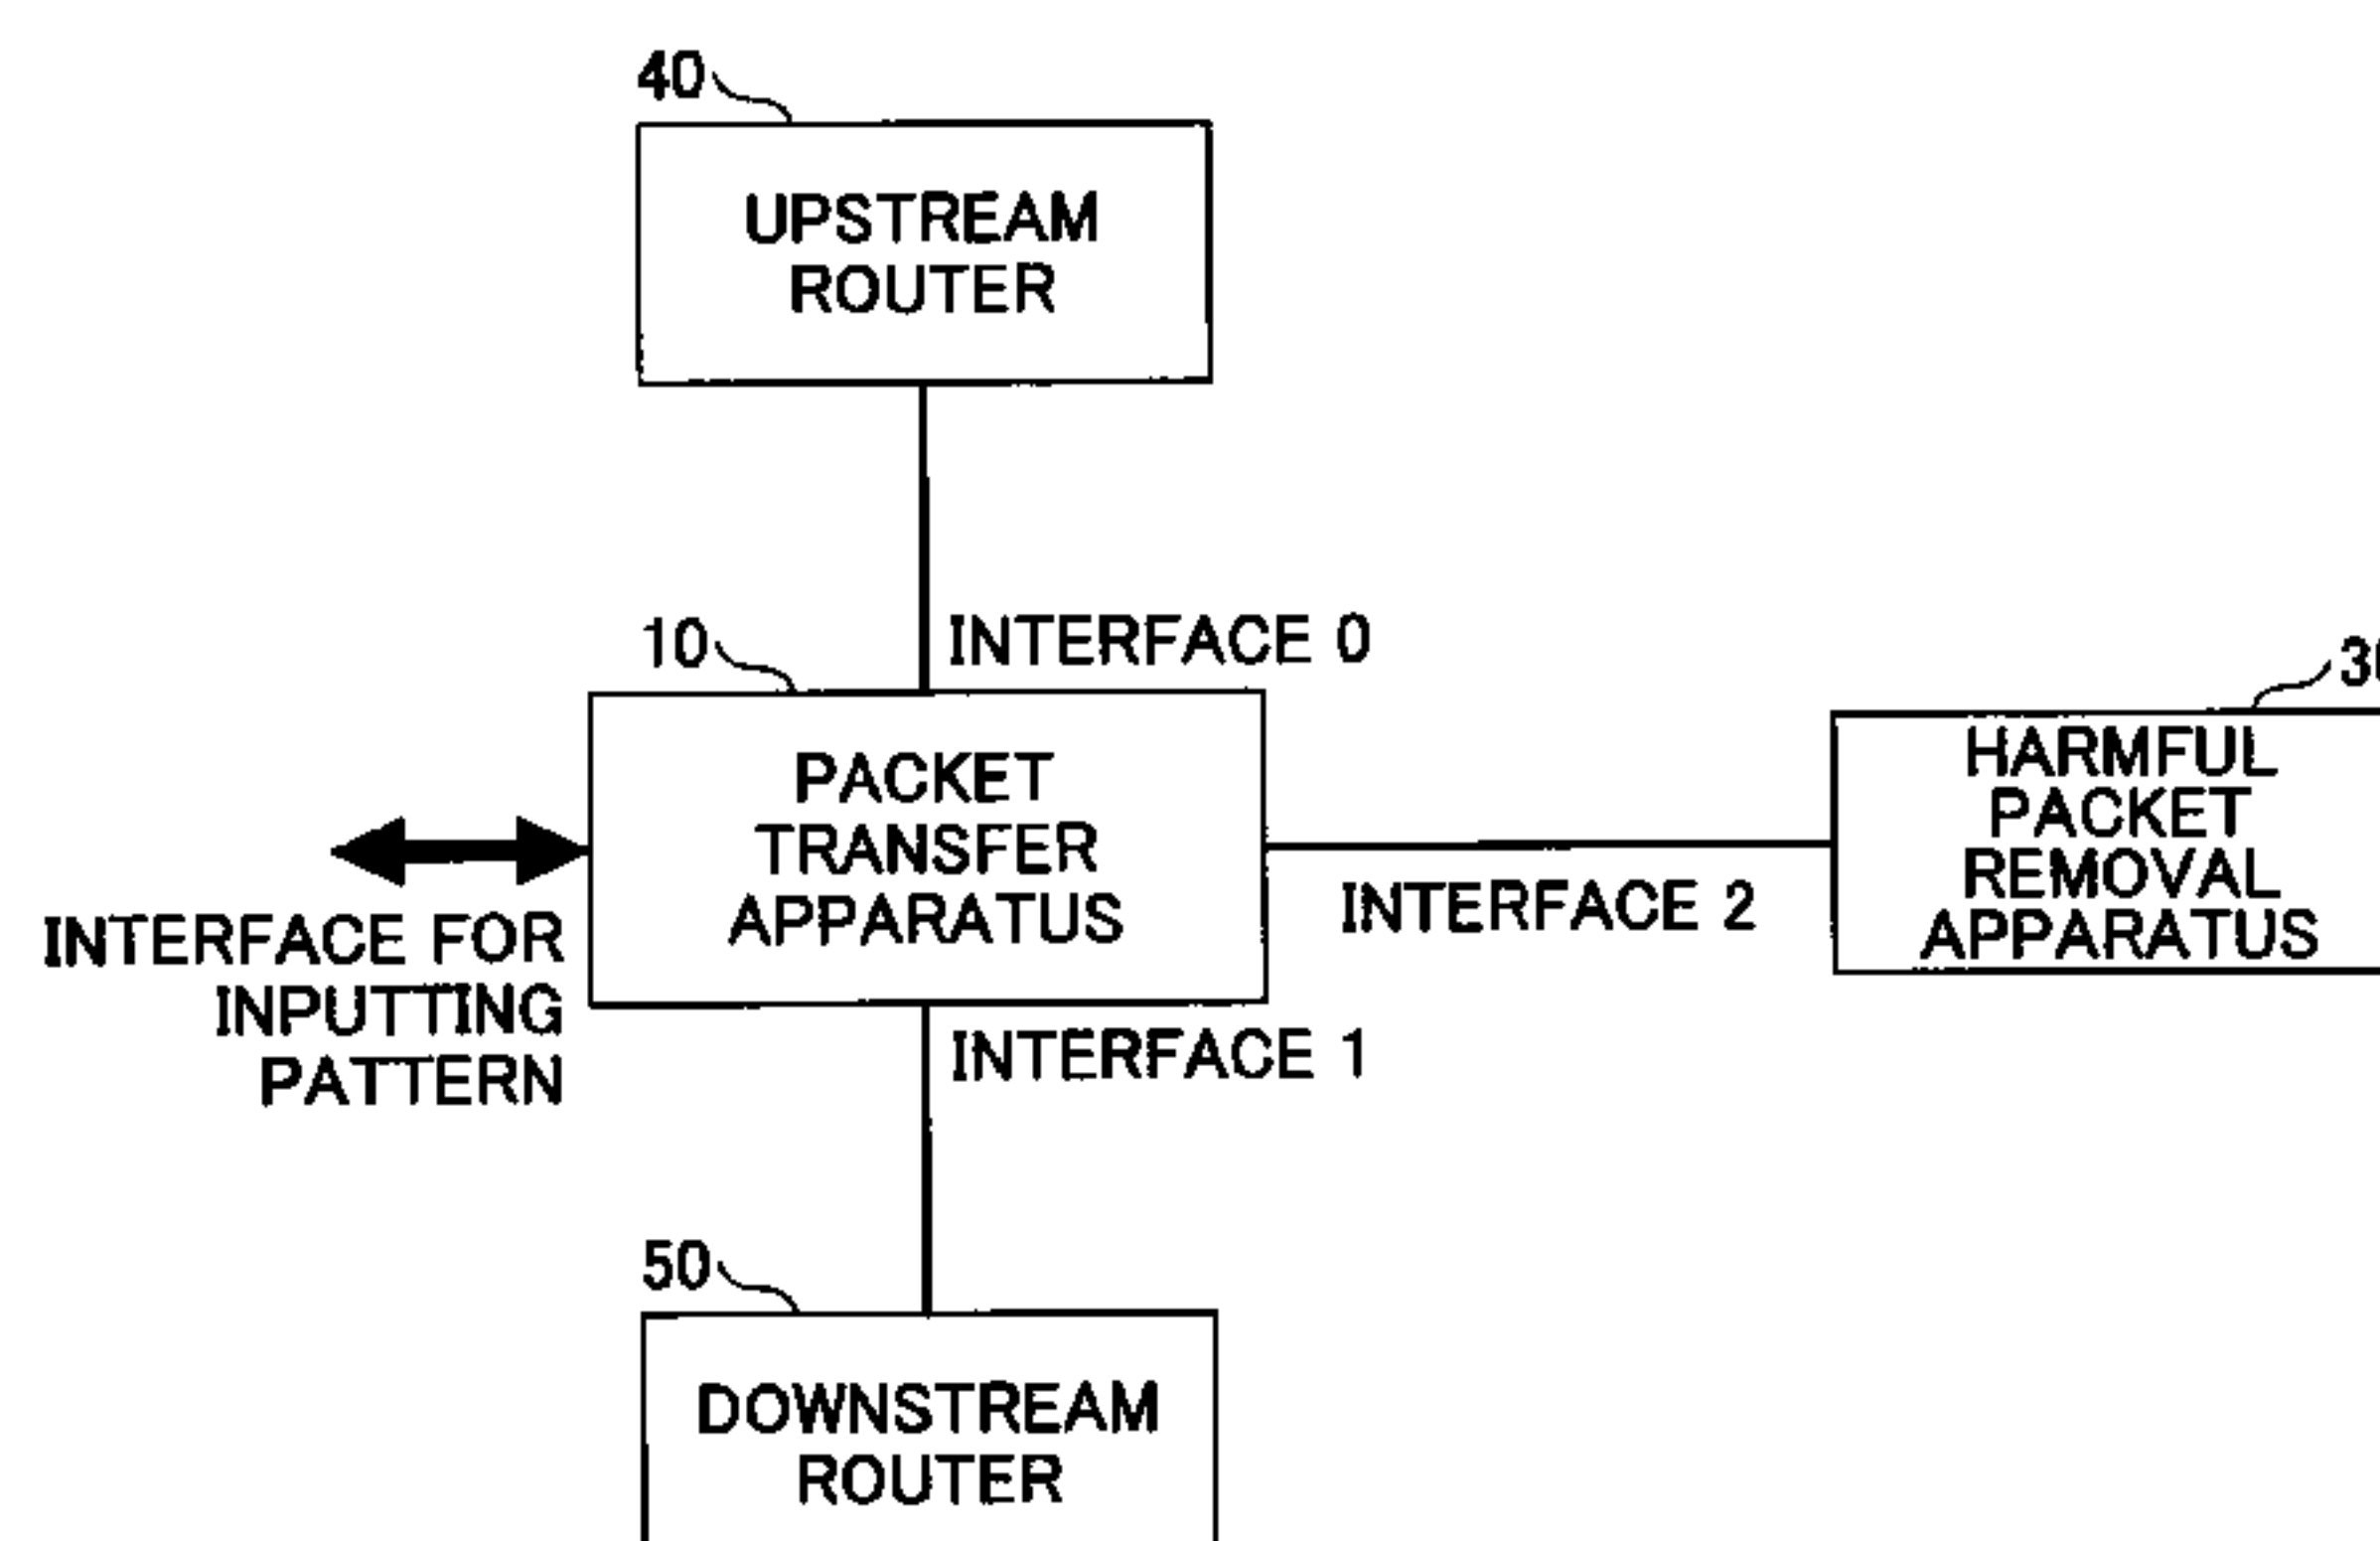 40
UPSTREAM
ROUTER
10
INTERFACE 0
PACKET
TRANSFER
APPARATUS
INTERFACE FOR
INPUTTING
PATTERN
INTERFACE 2
HARMFUL
PACKET
REMOVAL
APPARATUS
INTERFACE 1
50
DOWNSTREAM
ROUTER